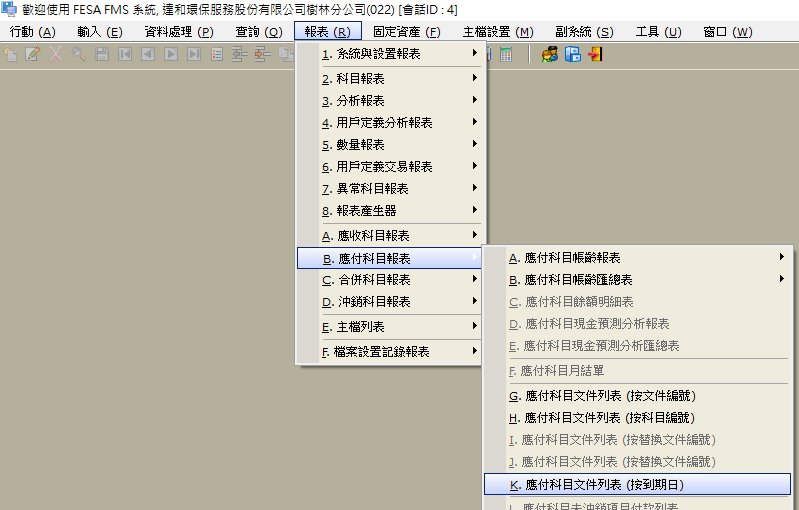 歡迎使用 FESA FMS 系統, 達和環保服務股份有限公司樹林分公司(022) [會話ID : 4]
行動 (A) 輸入 (E) 資料處理 (P) 查詢 (Q) 報表 (R) 固定資產 (F) 主檔設置 (M) 副系統 (S) 工具 (U) 窗口 (W)
1. 系統與設置報表
2. 科目報表
3. 分析報表
4. 用戶定義分析報表
5. 數量報表
6. 用戶定義交易報表
7. 異常科目報表
8. 報表產生器
A. 應收科目報表
B. 應付科目報表
C. 合併科目報表
D. 沖銷科目報表
E. 主檔列表
F. 檔案設置記錄報表
A. 應付科目帳齡報表
B. 應付科目帳齡匯總表
C. 應付科目餘額明細表
D. 應付科目現金預測分析報表
E. 應付科目現金預測分析匯總表
F. 應付科目月結單
G. 應付科目文件列表 (按文件編號)
H. 應付科目文件列表 (按科目編號)
I. 應付科目文件列表 (按替換文件編號)
J. 應付科目文件列表 (按替換文件編號)
K. 應付科目文件列表 (按到期日)
L. 應付科目未沖銷項目付款列表